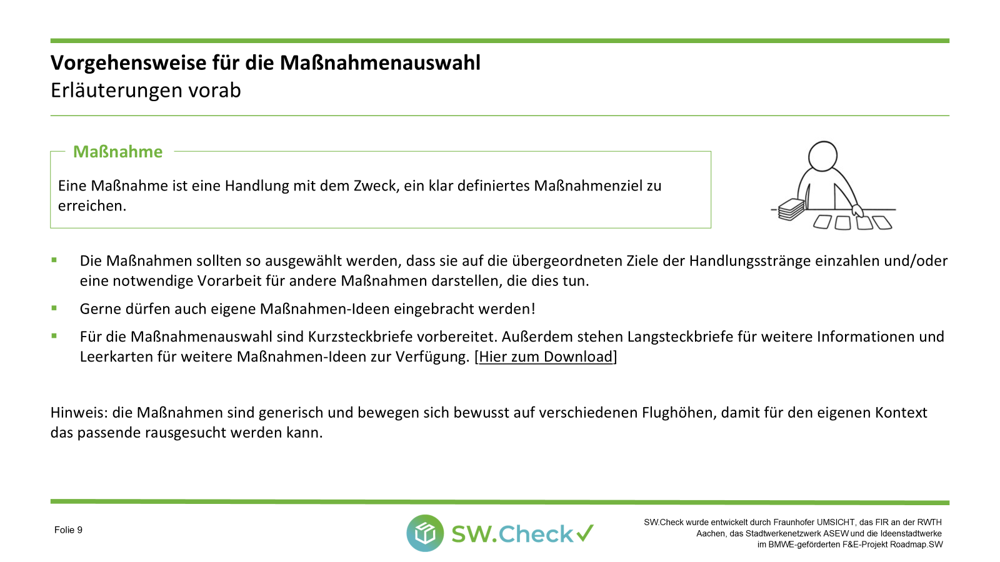 Vorgehensweise für die Maßnahmenauswahl
Erläuterungen vorab
Maßnahme
Eine Maßnahme ist eine Handlung mit dem Zweck, ein klar definiertes Maßnahmenziel zu
erreichen.
▪ Die Maßnahmen sollten so ausgewählt werden, dass sie auf die übergeordneten Ziele der Handlungsstränge einzahlen und/oder
eine notwendige Vorarbeit für andere Maßnahmen darstellen, die dies tun.
▪ Gerne dürfen auch eigene Maßnahmen-Ideen eingebracht werden!
▪ Für die Maßnahmenauswahl sind Kurzsteckbriefe vorbereitet. Außerdem stehen Langsteckbriefe für weitere Informationen und
Leerkarten für weitere Maßnahmen-Ideen zur Verfügung. [Hier zum Download]
Hinweis: die Maßnahmen sind generisch und bewegen sich bewusst auf verschiedenen Flughöhen, damit für den eigenen Kontext
das passende rausgesucht werden kann.
Folie 9
SW.Check
SW.Check wurde entwickelt durch Fraunhofer UMSICHT, das FIR an der RWTH
Aachen, das Stadtwerkenetzwerk ASEW und die Ideenstadtwerke
im BMWE-geförderten F&E-Projekt Roadmap.SW